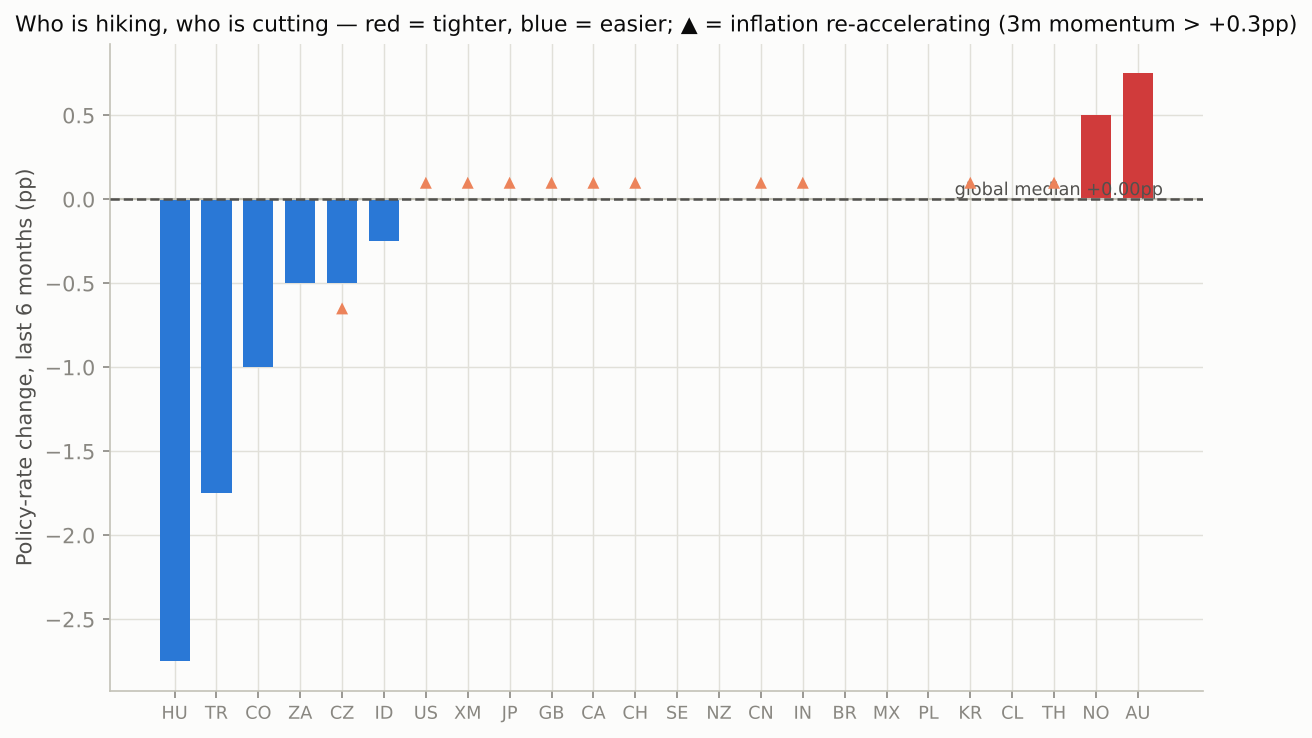 Who is hiking, who is cutting — red = tighter, blue = easier; ▲ = inflation re-accelerating (3m momentum > +0.3pp)
Policy-rate change, last 6 months (pp)
0.5
0.0
−0.5
−1.0
−1.5
−2.0
−2.5
global median +0.00pp
HU TR CO ZA CZ ID US XM JP GB CA CH SE NZ CN IN BR MX PL KR CL TH NO AU